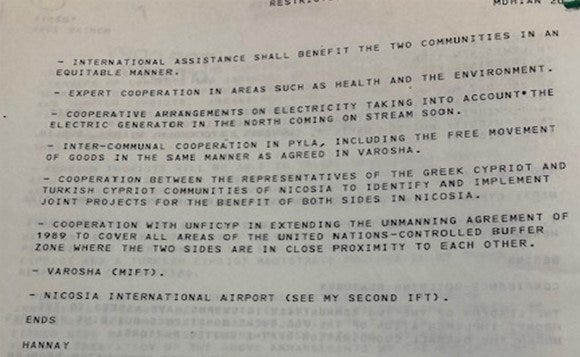 - INTERNATIONAL ASSISTANCE SHALL BENEFIT THE TWO COMMUNITIES IN AN
EQUITABLE MANNER.
- EXPERT COOPERATION IN AREAS SUCH AS HEALTH AND THE ENVIRONMENT.
- COOPERATIVE ARRANGEMENTS ON ELECTRICITY TAKING INTO ACCOUNT THE
ELECTRIC GENERATOR IN THE NORTH COMING ON STREAM SOON.
- INTER-COMMUNAL COOPERATION IN PYLA, INCLUDING THE FREE MOVEMENT
OF GOODS IN THE SAME MANNER AS AGREED IN VAROSHA.
- COOPERATION BETWEEN THE REPRESENTATIVES OF THE GREEK CYPRIOT AND
TURKISH CYPRIOT COMMUNITIES OF NICOSIA TO IDENTIFY AND IMPLEMENT
JOINT PROJECTS FOR THE BENEFIT OF BOTH SIDES IN NICOSIA.
- COOPERATION WITH UNFICYP IN EXTENDING THE UNMANNING AGREEMENT OF
1989 TO COVER ALL AREAS OF THE UNITED NATIONS-CONTROLLED BUFFER
ZONE WHERE THE TWO SIDES ARE IN CLOSE PROXIMITY TO EACH OTHER.
- VAROSHA (MIFT).
- NICOSIA INTERNATIONAL AIRPORT (SEE MY SECOND IFT).
ENDS
HANNAY